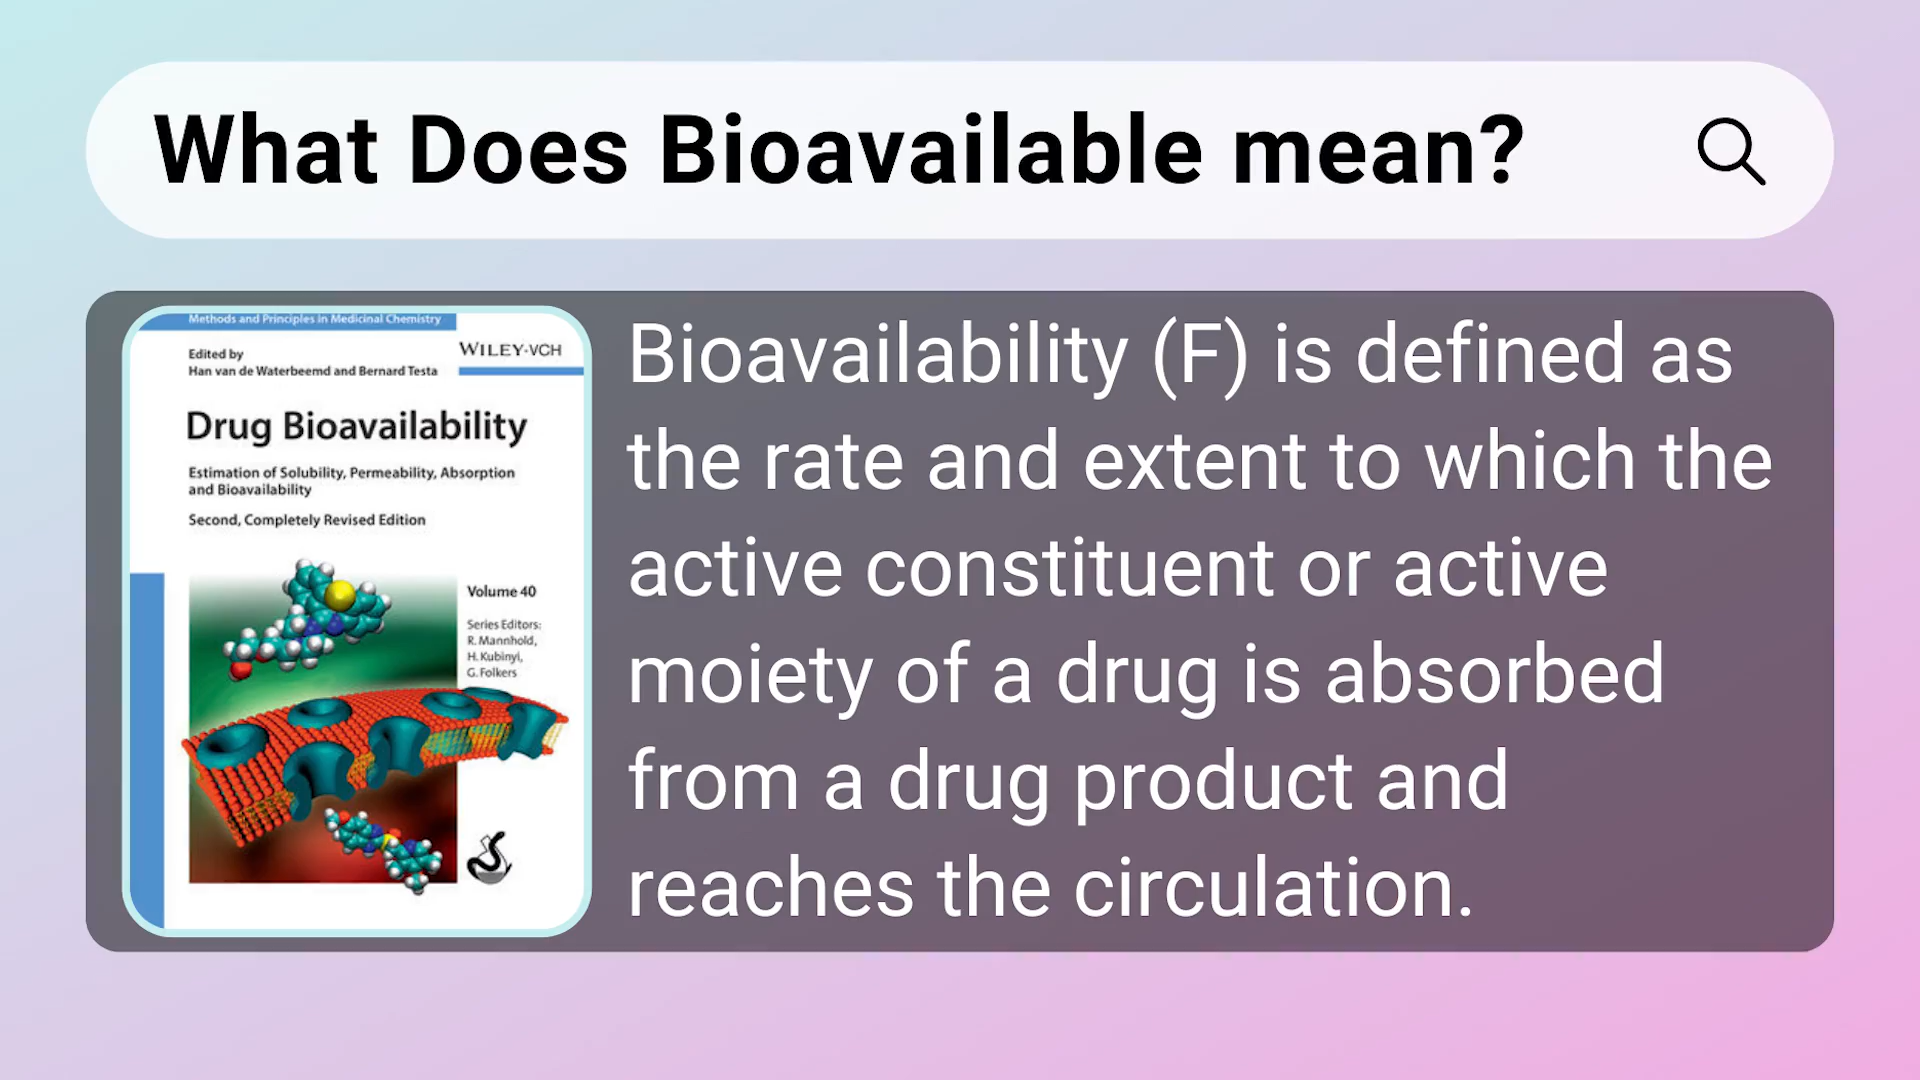 What Does Bioavailable mean?
Methods and Principles in Medicinal Chemistry
Edited by
Han van de Waterbeemd and Bernard Testa
WILEY-VCH
Drug Bioavailability
Estimation of Solubility, Permeability, Absorption
and Bioavailability
Second, Completely Revised Edition
Volume 40
Series Editors:
R. Mannhold,
H. Kubinyi,
G. Folkers
Bioavailability (F) is defined as
the rate and extent to which the
active constituent or active
moiety of a drug is absorbed
from a drug product and
reaches the circulation.